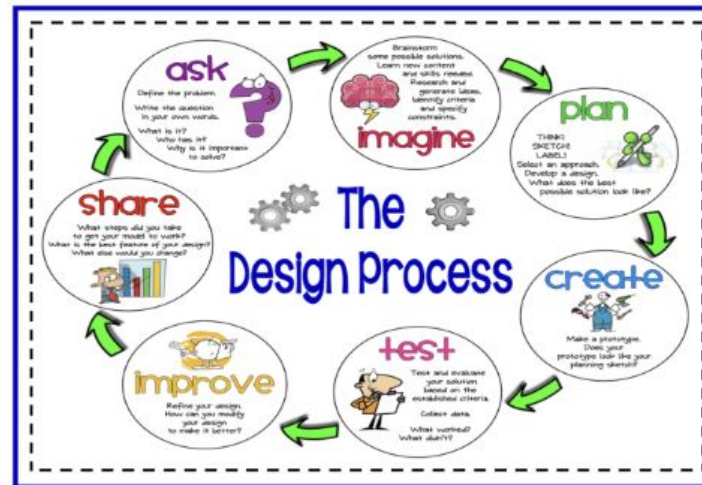 The
Design Process
ask
Define the problem.
Write the question
in your own words.
What is it?
Who has it?
Why is it important
to solve?
Brainstorm
some possible solutions.
Learn new content
and skills needed.
Research and
generate ideas.
Identify criteria
and specify
constraints.
imagine
plan
THINK!
SKETCH!
LABEL!
Select an approach.
Develop a design.
What does the best
possible solution look like?
create
Make a prototype.
Does your
prototype look like your
planning sketch?
test
Test and evaluate
your solution
based on the
established criteria.
Collect data.
What worked?
What didn't?
improve
Refine your design.
How can you modify
your design
to make it better?
share
What steps did you take
to get your model to work?
What is the best feature of your design?
What else would you change?